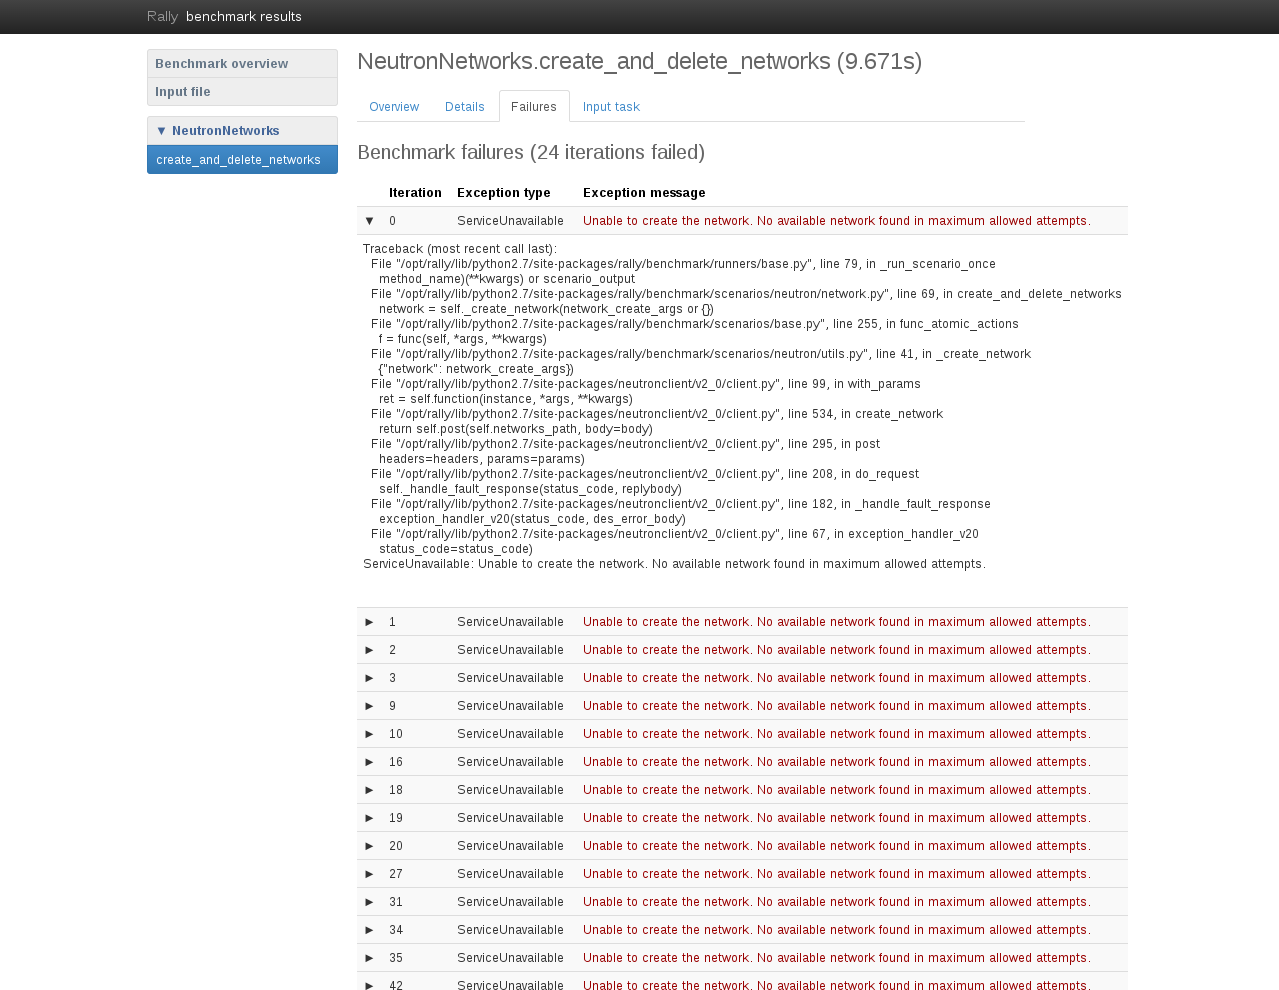 Rally benchmark results
Benchmark overview
Input file
▼ NeutronNetworks
create_and_delete_networks
NeutronNetworks.create_and_delete_networks (9.671s)
Overview Details Failures Input task
Benchmark failures (24 iterations failed)
Iteration Exception type Exception message
▼ 0 ServiceUnavailable Unable to create the network. No available network found in maximum allowed attempts.
Traceback (most recent call last):
  File "/opt/rally/lib/python2.7/site-packages/rally/benchmark/runners/base.py", line 79, in _run_scenario_once
    method_name)(**kwargs) or scenario_output
  File "/opt/rally/lib/python2.7/site-packages/rally/benchmark/scenarios/neutron/network.py", line 69, in create_and_delete_networks
    network = self._create_network(network_create_args or {})
  File "/opt/rally/lib/python2.7/site-packages/rally/benchmark/scenarios/base.py", line 255, in func_atomic_actions
    f = func(self, *args, **kwargs)
  File "/opt/rally/lib/python2.7/site-packages/rally/benchmark/scenarios/neutron/utils.py", line 41, in _create_network
    {"network": network_create_args})
  File "/opt/rally/lib/python2.7/site-packages/neutronclient/v2_0/client.py", line 99, in with_params
    ret = self.function(instance, *args, **kwargs)
  File "/opt/rally/lib/python2.7/site-packages/neutronclient/v2_0/client.py", line 534, in create_network
    return self.post(self.networks_path, body=body)
  File "/opt/rally/lib/python2.7/site-packages/neutronclient/v2_0/client.py", line 295, in post
    headers=headers, params=params)
  File "/opt/rally/lib/python2.7/site-packages/neutronclient/v2_0/client.py", line 208, in do_request
    self._handle_fault_response(status_code, replybody)
  File "/opt/rally/lib/python2.7/site-packages/neutronclient/v2_0/client.py", line 182, in _handle_fault_response
    exception_handler_v20(status_code, des_error_body)
  File "/opt/rally/lib/python2.7/site-packages/neutronclient/v2_0/client.py", line 67, in exception_handler_v20
    status_code=status_code)
ServiceUnavailable: Unable to create the network. No available network found in maximum allowed attempts.
► 1 ServiceUnavailable Unable to create the network. No available network found in maximum allowed attempts.
► 2 ServiceUnavailable Unable to create the network. No available network found in maximum allowed attempts.
► 3 ServiceUnavailable Unable to create the network. No available network found in maximum allowed attempts.
► 9 ServiceUnavailable Unable to create the network. No available network found in maximum allowed attempts.
► 10 ServiceUnavailable Unable to create the network. No available network found in maximum allowed attempts.
► 16 ServiceUnavailable Unable to create the network. No available network found in maximum allowed attempts.
► 18 ServiceUnavailable Unable to create the network. No available network found in maximum allowed attempts.
► 19 ServiceUnavailable Unable to create the network. No available network found in maximum allowed attempts.
► 20 ServiceUnavailable Unable to create the network. No available network found in maximum allowed attempts.
► 27 ServiceUnavailable Unable to create the network. No available network found in maximum allowed attempts.
► 31 ServiceUnavailable Unable to create the network. No available network found in maximum allowed attempts.
► 34 ServiceUnavailable Unable to create the network. No available network found in maximum allowed attempts.
► 35 ServiceUnavailable Unable to create the network. No available network found in maximum allowed attempts.
► 42 ServiceUnavailable Unable to create the network. No available network found in maximum allowed attempts.